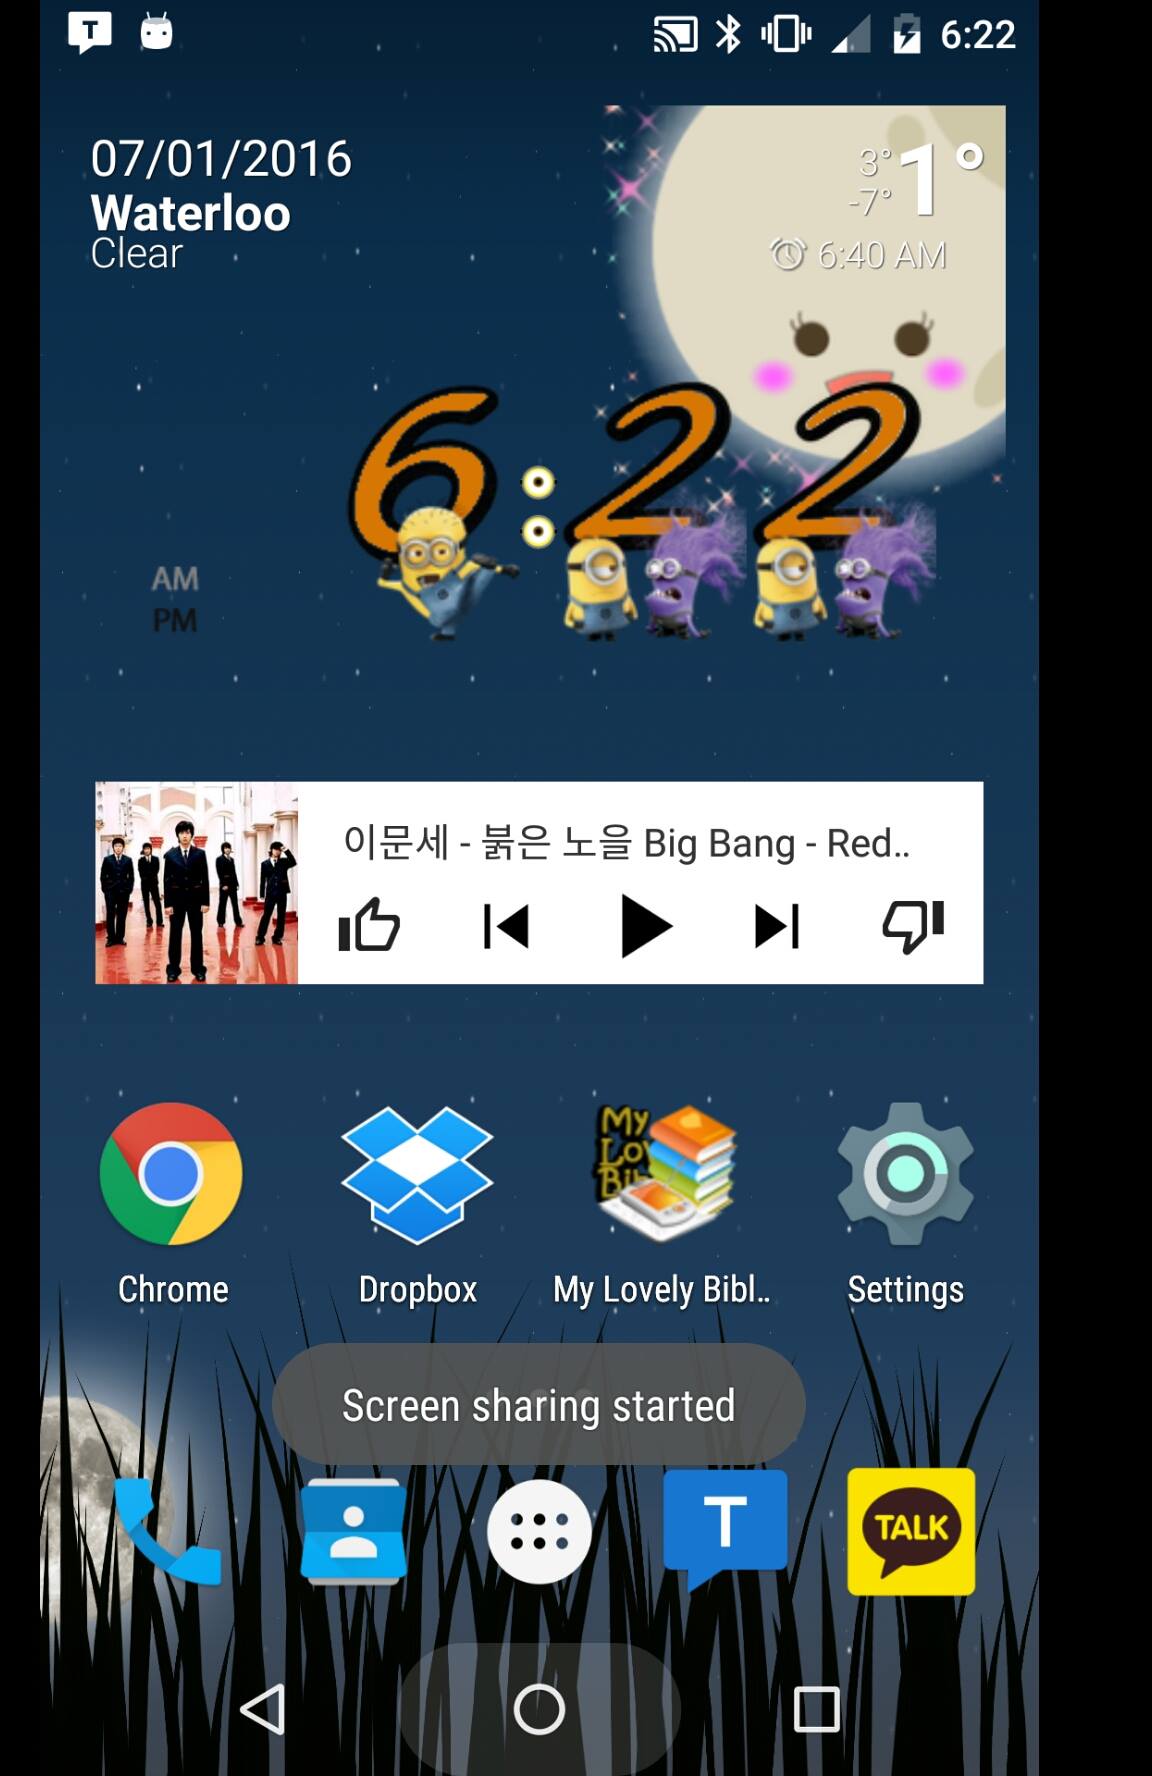 T
6:22
07/01/2016
Waterloo
Clear
3°
-7°
1°
6:40 AM
6:22
AM
PM
이문세 - 붉은 노을 Big Bang - Red..
My
Chrome
Dropbox
My Lovely Bibl..
Settings
Screen sharing started
T
TALK